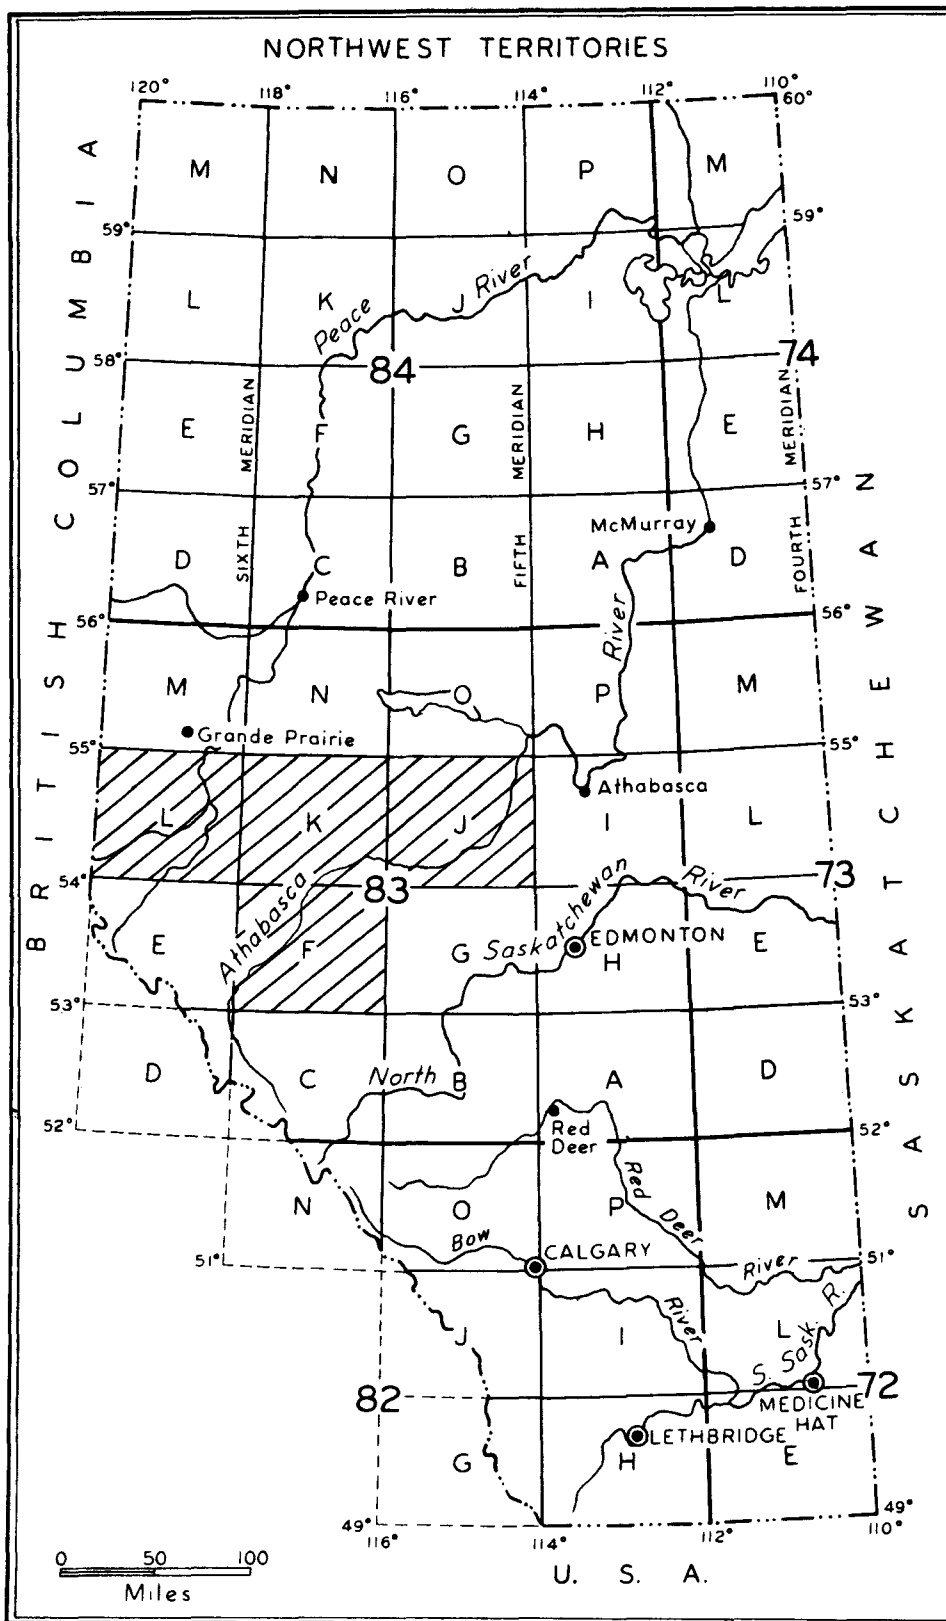 NORTHWEST TERRITORIES
120° 118° 116° 114° 112° 110°
60°
M N O P M
59° 59°
L K J I L
Peace River
58° 84 74
E F G H E
SIXTH MERIDIAN
FIFTH MERIDIAN
FOURTH MERIDIAN
57° 57°
McMurray
D C B A D
Peace River
56° 56°
River
M N O P M
Grande Prairie
55° 55°
Athabasca
L K J I L
54° 83 73
Athabasca
Saskatchewan River
EDMONTON
E F G H E
53° 53°
D C North B A D
Red
Deer
52° 52°
N O P M
Red Deer River
Bow River
CALGARY
51° 51°
J I L
S. Sask. R.
82 72
MEDICINE
HAT
LETHBRIDGE
G H E
49° 49°
116° 114° 112° 110°
BRITISH COLUMBIA
SASKATCHEWAN
U. S. A.
0 50 100
Miles